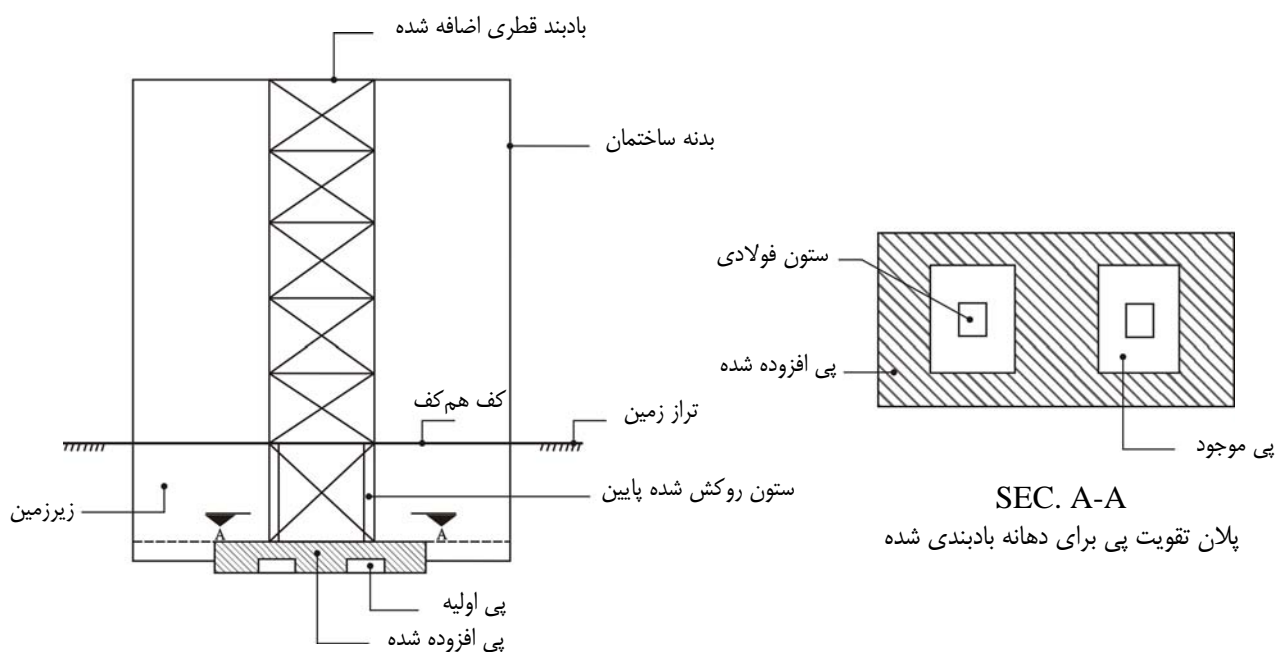 بادبند قطری اضافه شده
بدنه ساختمان
ستون فولادی
پی افزوده شده
کف هم‌کف
تراز زمین
پی موجود
ستون روکش شده پایین
زیرزمین
A
A
SEC. A-A
پلان تقویت پی برای دهانه بادبندی شده
پی اولیه
پی افزوده شده